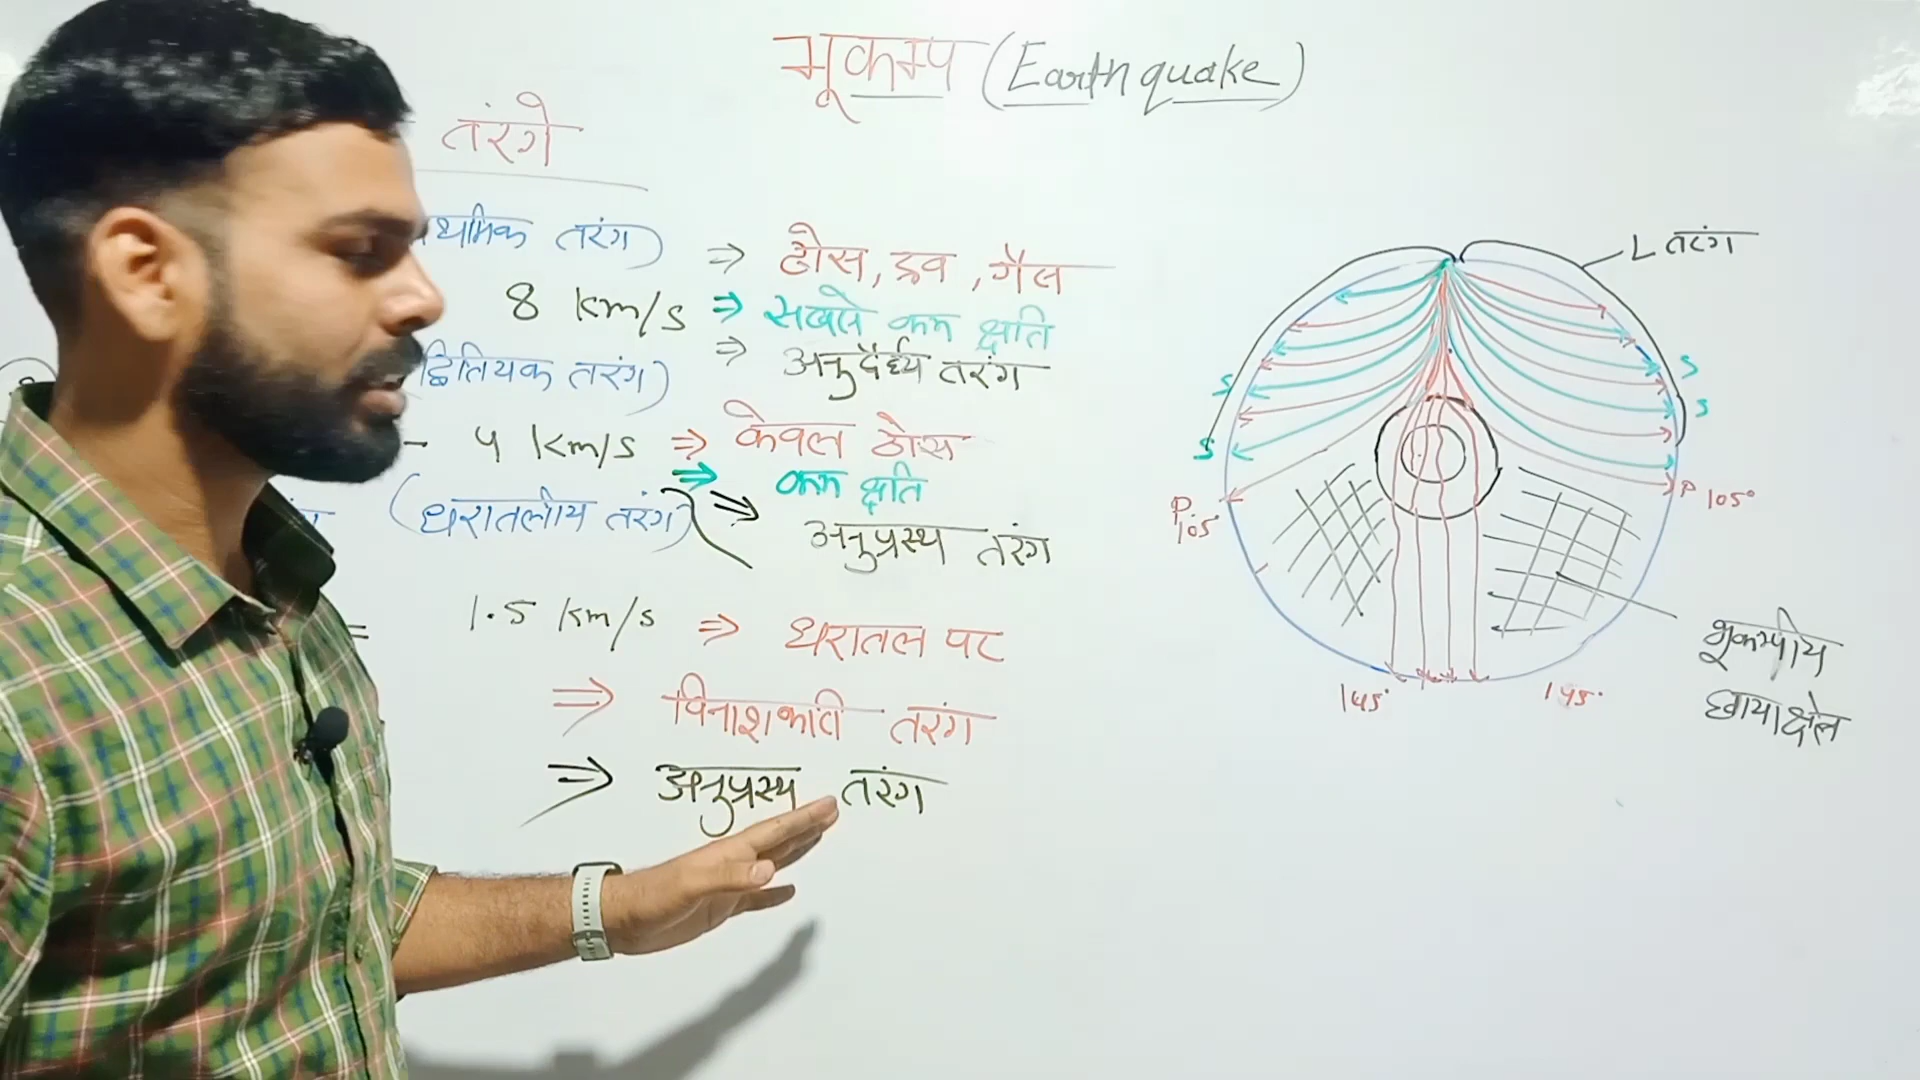 भूकम्प (Earthquake)
तरंगे
थमिक तरंग) ⇒ ठोस, द्रव, गैस
8 km/s ⇒ सबसे कम क्षति
⇒ अनुदैर्ध्य तरंग
द्वितियक तरंग)
- 4 km/s ⇒ केवल ठोस
⇒ कम क्षति
(धरातलीय तरंग) ⇒ अनुप्रस्थ तरंग
= 1.5 km/s ⇒ धरातल पर
⇒ विनाशकारी तरंग
⇒ अनुप्रस्थ तरंग
L तरंग
S
S
S
S
P
105°
P 105°
145°
145°
भूकम्पीय
छायाक्षेत्र